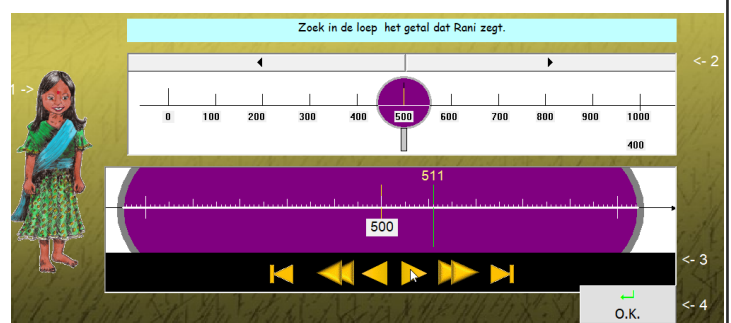 Zoek in de loep het getal dat Rani zegt.
<- 2
1 ->
0 100 200 300 400 500 600 700 800 900 1000
400
511
500
<- 3
<- 4
O.K.